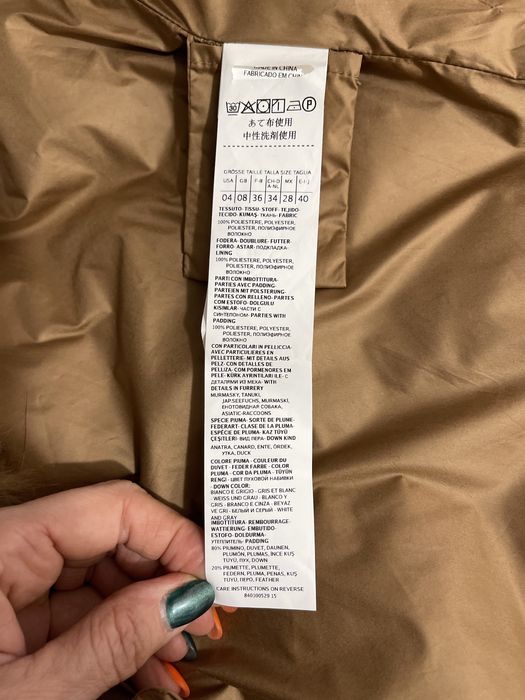 MADE IN CHINA
FABRICADO EM CHINA
30 P
あて布使用
中性洗剤使用
GRÖSSE TAILLE TALLA SIZE TAGLIA
USA GB F-B CH-D A-NL MX E-I-J
04 08 36 34 28 40
TESSUTO-TISSU-STOFF-TEJIDO
TECIDO-KUMAŞ-ТКАНЬ-FABRIC
100% POLIESTERE, POLYESTER,
POLIESTER, ПОЛИЭФИРНОЕ
ВОЛОКНО
FODERA-DOUBLURE-FUTTER-
FORRO-ASTAR-ПОДКЛАДКА-
LINING
100% POLIESTERE, POLYESTER,
POLIESTER, ПОЛИЭФИРНОЕ
ВОЛОКНО
PARTI CON IMBOTTITURA-
PARTIES AVEC PADDING-
PARTEIEN MIT POLSTERUNG-
PARTES CON RELLENO-PARTES
COM ESTOFO-DOLGULU
KISIMLAR-ЧАСТИ С
СИНТЕПОНОМ-PARTIES WITH
PADDING
100% POLIESTERE, POLYESTER,
POLIESTER, ПОЛИЭФИРНОЕ
ВОЛОКНО
CON PARTICOLARI IN PELLICCIA-
AVEC PARTICULIERES EN
PELLETTERIE-MIT DETAILS AUS
PELZ-CON DETALLES DE
PELLIZA-COM PORMENORES EM
PELE-KÜRK AYRINTILARI ILE-С
ДЕТАЛЯМИ ИЗ МЕХА-WITH
DETAILS IN FURRERY
MURMASKY, TANUKI,
JAP.SEEFUCHS, MURMASKI,
ЕНОТОВИДНАЯ СОБАКА,
ASIATIC-RACCOONS
SPECIE PIUMA-SORTE DE PLUME-
FEDERART-CLASE DE LA PLUMA-
ESPÉCIE DE PLUMA-KAZ TÜYÜ
ÇEŞİTLERİ-ВИД ПЕРА-DOWN KIND
ANATRA, CANARD, ENTE, ÖRDEK,
УТКА, DUCK
COLORE PIUMA-COULEUR DU
DUVET-FEDER FARBE-COLOR
PLUMA-COR DA PLUMA-TÜYÜN
RENGI-ЦВЕТ ПУХОВОЙ НАБИВКИ
-DOWN COLOR:
BIANCO E GRIGIO-GRIS ET BLANC
-WEISS UND GRAU-BLANCO Y
GRIS-BRANCO E CINZA-BEYAZ
VE GRI-БЕЛЫЙ И СЕРЫЙ-WHITE
AND GRAY
IMBOTTITURA-REMBOURRAGE-
WATTIERUNG-EMBUTIDO-
ESTOFO-DOLDURMA-
УТЕПЛИТЕЛЬ-PADDING
80% PIUMINO, DUVET, DAUNEN,
PLUMÓN, PLUMAS, İNCE KUŞ
TÜYÜ, ПУХ, DOWN
20% PIUMETTE, PLUMETTE,
FEDERN, PLUMA, PENAS, KUŞ
TÜYÜ, ПЕРО, FEATHER
CARE INSTRUCTIONS ON REVERSE
840100529 15